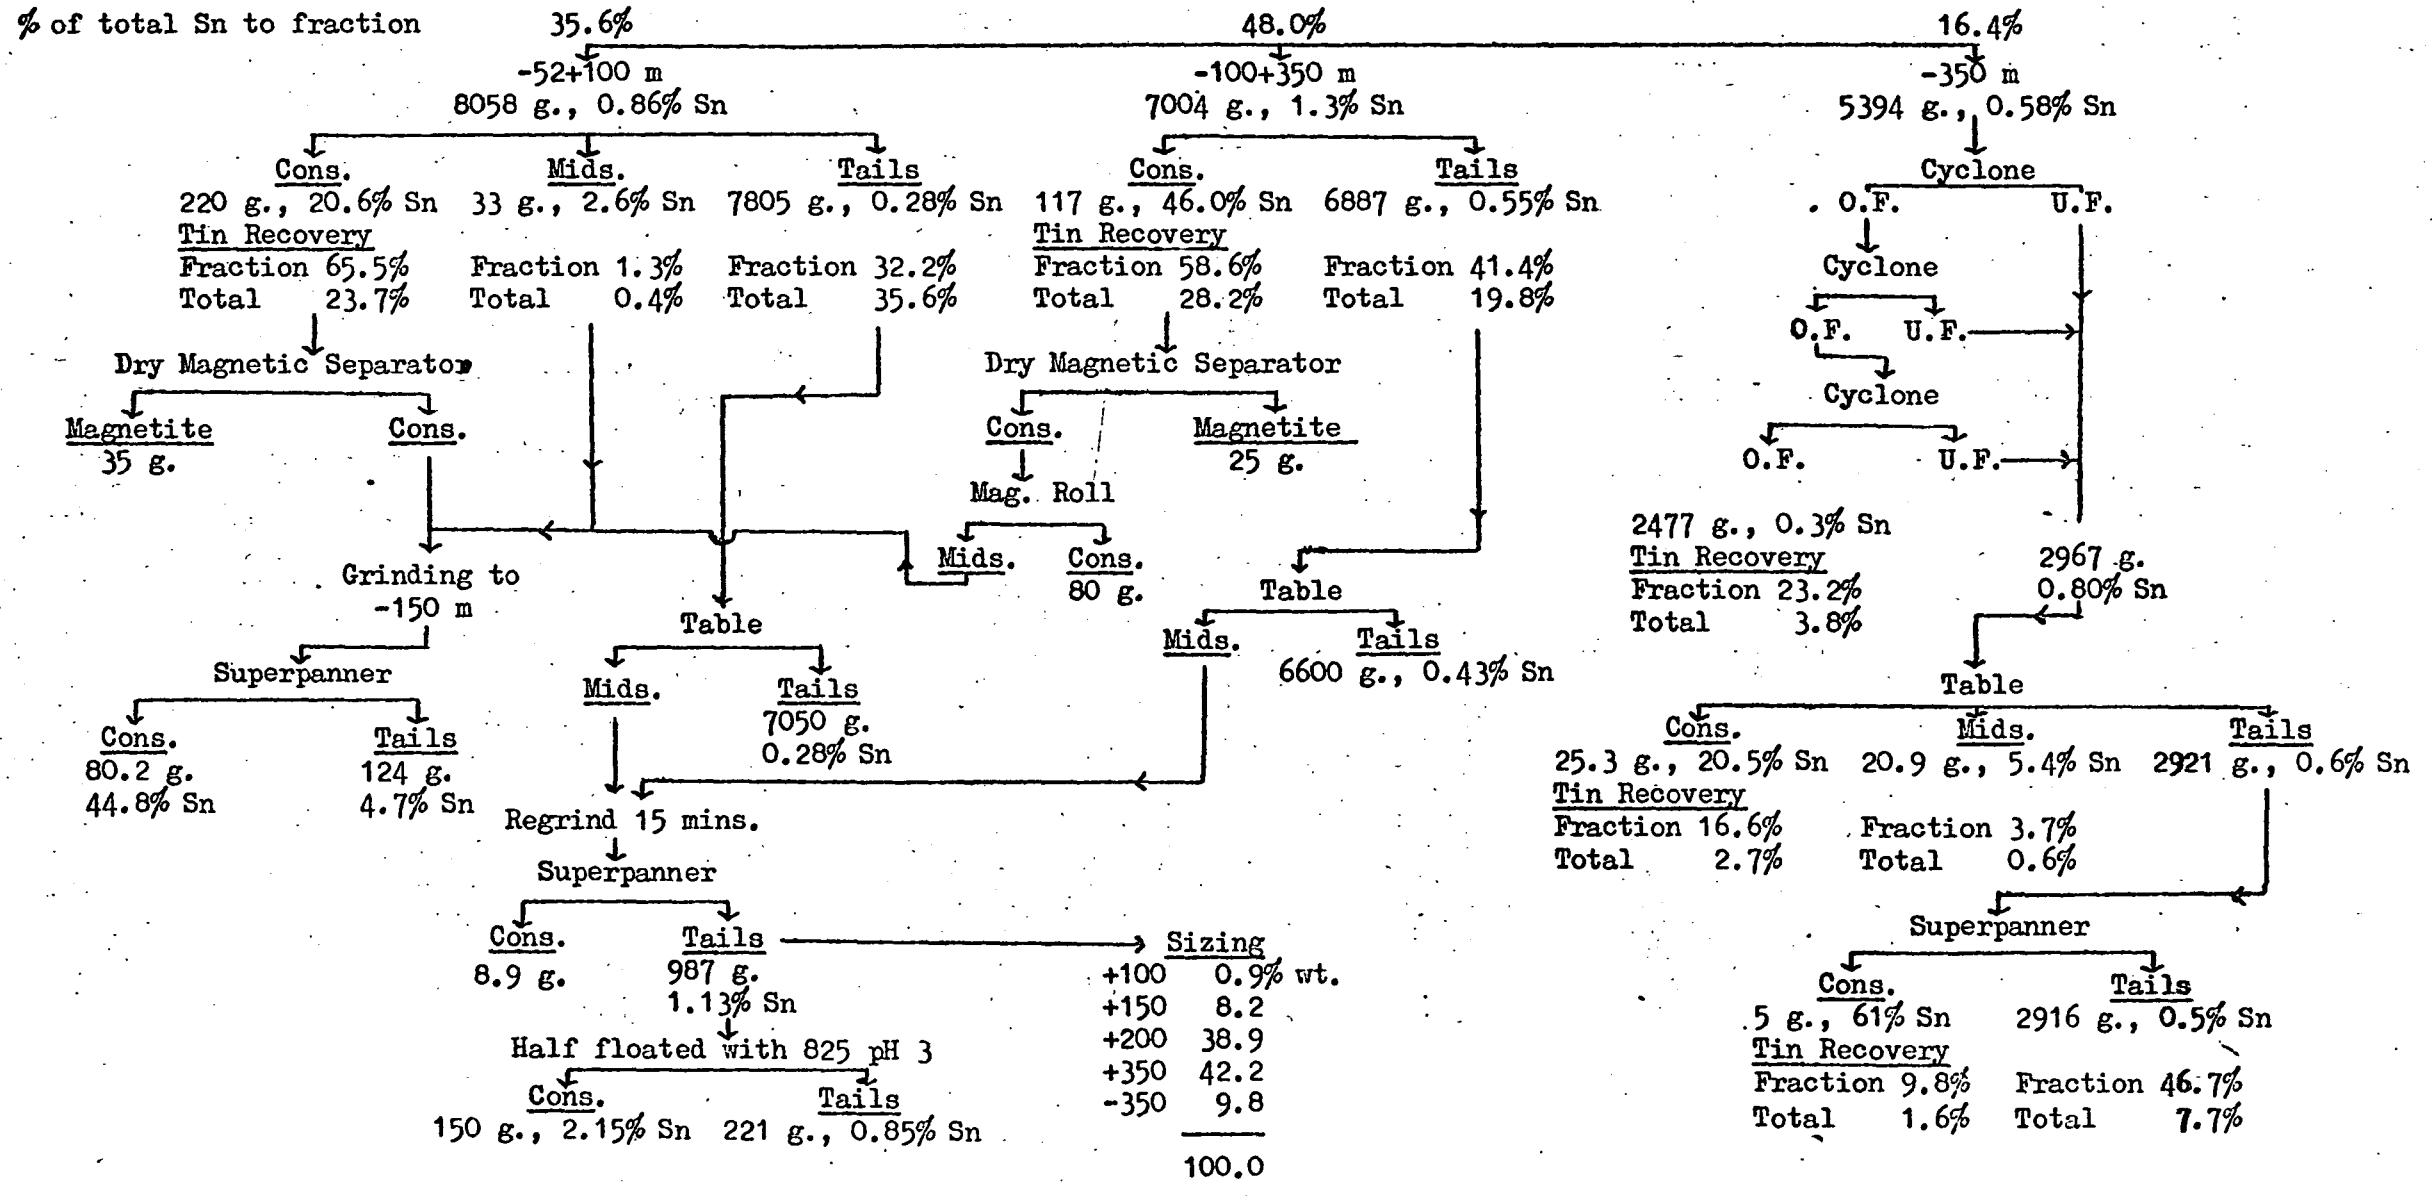 % of total Sn to fraction 35.6% 48.0% 16.4%
-52+100 m -100+350 m -350 m
8058 g., 0.86% Sn 7004 g., 1.3% Sn 5394 g., 0.58% Sn
Cons. Mids. Tails Cons. Tails Cyclone
220 g., 20.6% Sn 33 g., 2.6% Sn 7805 g., 0.28% Sn 117 g., 46.0% Sn 6887 g., 0.55% Sn O.F. U.F.
Tin Recovery Tin Recovery
Fraction 65.5% Fraction 1.3% Fraction 32.2% Fraction 58.6% Fraction 41.4% Cyclone
Total 23.7% Total 0.4% Total 35.6% Total 28.2% Total 19.8%
O.F. U.F.
Dry Magnetic Separator Dry Magnetic Separator
Cyclone
Magnetite Cons. Cons. Magnetite
35 g. 25 g. O.F. U.F.
Mag. Roll
2477 g., 0.3% Sn
Mids. Cons. Tin Recovery 2967 g.
Grinding to 80 g. Table Fraction 23.2% 0.80% Sn
-150 m Table Mids. Tails Total 3.8%
Superpanner 6600 g., 0.43% Sn
Mids. Tails Table
7050 g.
Cons. Tails 0.28% Sn Cons. Mids. Tails
80.2 g. 124 g. 25.3 g., 20.5% Sn 20.9 g., 5.4% Sn 2921 g., 0.6% Sn
44.8% Sn 4.7% Sn Tin Recovery
Regrind 15 mins. Fraction 16.6% Fraction 3.7%
Total 2.7% Total 0.6%
Superpanner
Superpanner
Cons. Tails Sizing
8.9 g. 987 g. +100 0.9% wt. Cons. Tails
1.13% Sn +150 8.2 5 g., 61% Sn 2916 g., 0.5% Sn
Half floated with 825 pH 3 +200 38.9 Tin Recovery
+350 42.2 Fraction 9.8% Fraction 46.7%
Cons. Tails -350 9.8 Total 1.6% Total 7.7%
150 g., 2.15% Sn 221 g., 0.85% Sn
100.0